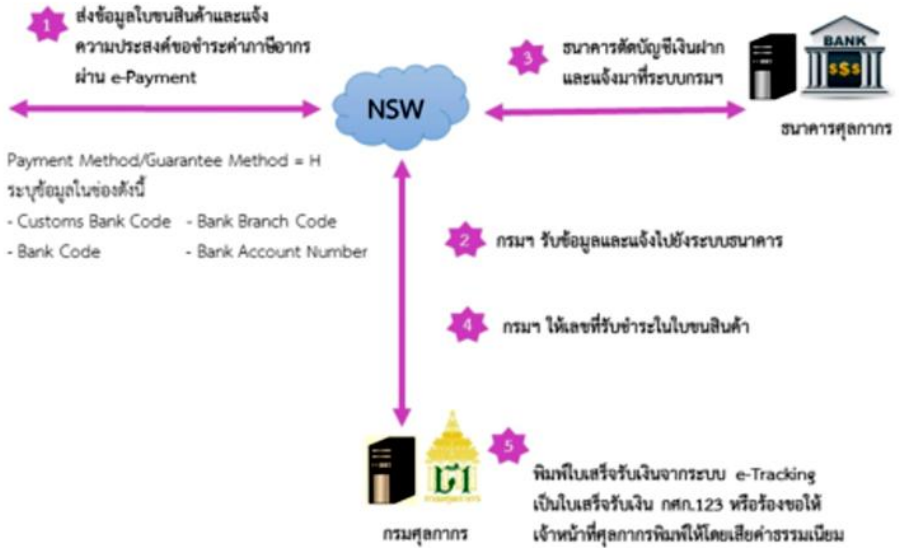 1
ส่งข้อมูลใบขนสินค้าและแจ้ง
ความประสงค์ขอชำระค่าภาษีอากร
ผ่าน e-Payment
NSW
3
ธนาคารตัดบัญชีเงินฝาก
และแจ้งมาที่ระบบกรมฯ
BANK
$$$
ธนาคารศุลกากร
Payment Method/Guarantee Method = H
ระบุข้อมูลในช่องดังนี้
- Customs Bank Code - Bank Branch Code
- Bank Code - Bank Account Number
2
กรมฯ รับข้อมูลและแจ้งไปยังระบบธนาคาร
4
กรมฯ ให้เลขที่รับชำระในใบขนสินค้า
กรมศุลกากร
5
พิมพ์ใบเสร็จรับเงินจากระบบ e-Tracking
เป็นใบเสร็จรับเงิน กศก.123 หรือร้องขอให้
เจ้าหน้าที่ศุลกากรพิมพ์ให้โดยเสียค่าธรรมเนียม